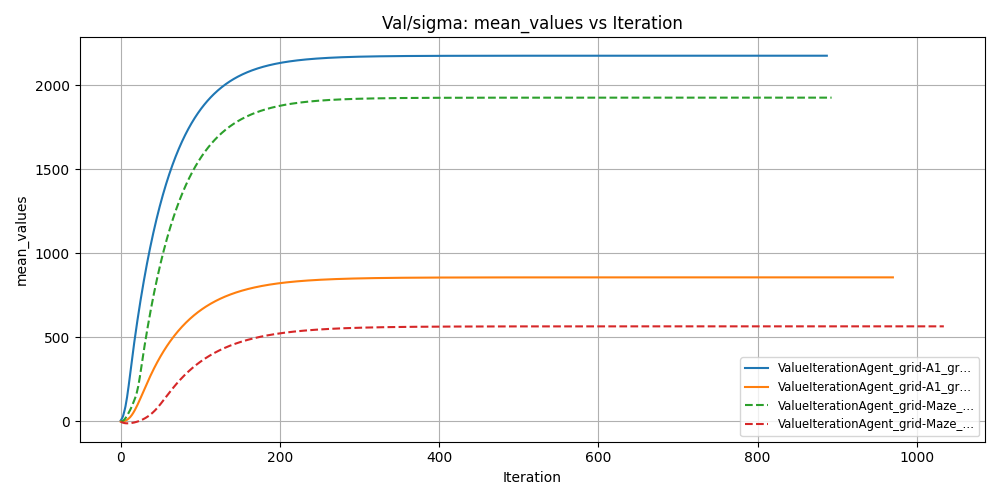 Val/sigma: mean_values vs Iteration
2000
1500
1000
500
0
mean_values
0 200 400 600 800 1000
Iteration
ValueIterationAgent_grid-A1_gr...
ValueIterationAgent_grid-A1_gr...
ValueIterationAgent_grid-Maze_...
ValueIterationAgent_grid-Maze_...